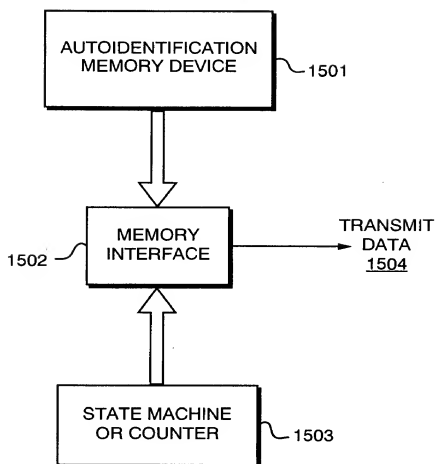 AUTOIDENTIFICATION
MEMORY DEVICE
1501
MEMORY
INTERFACE
1502
TRANSMIT
DATA
1504
STATE MACHINE
OR COUNTER
1503